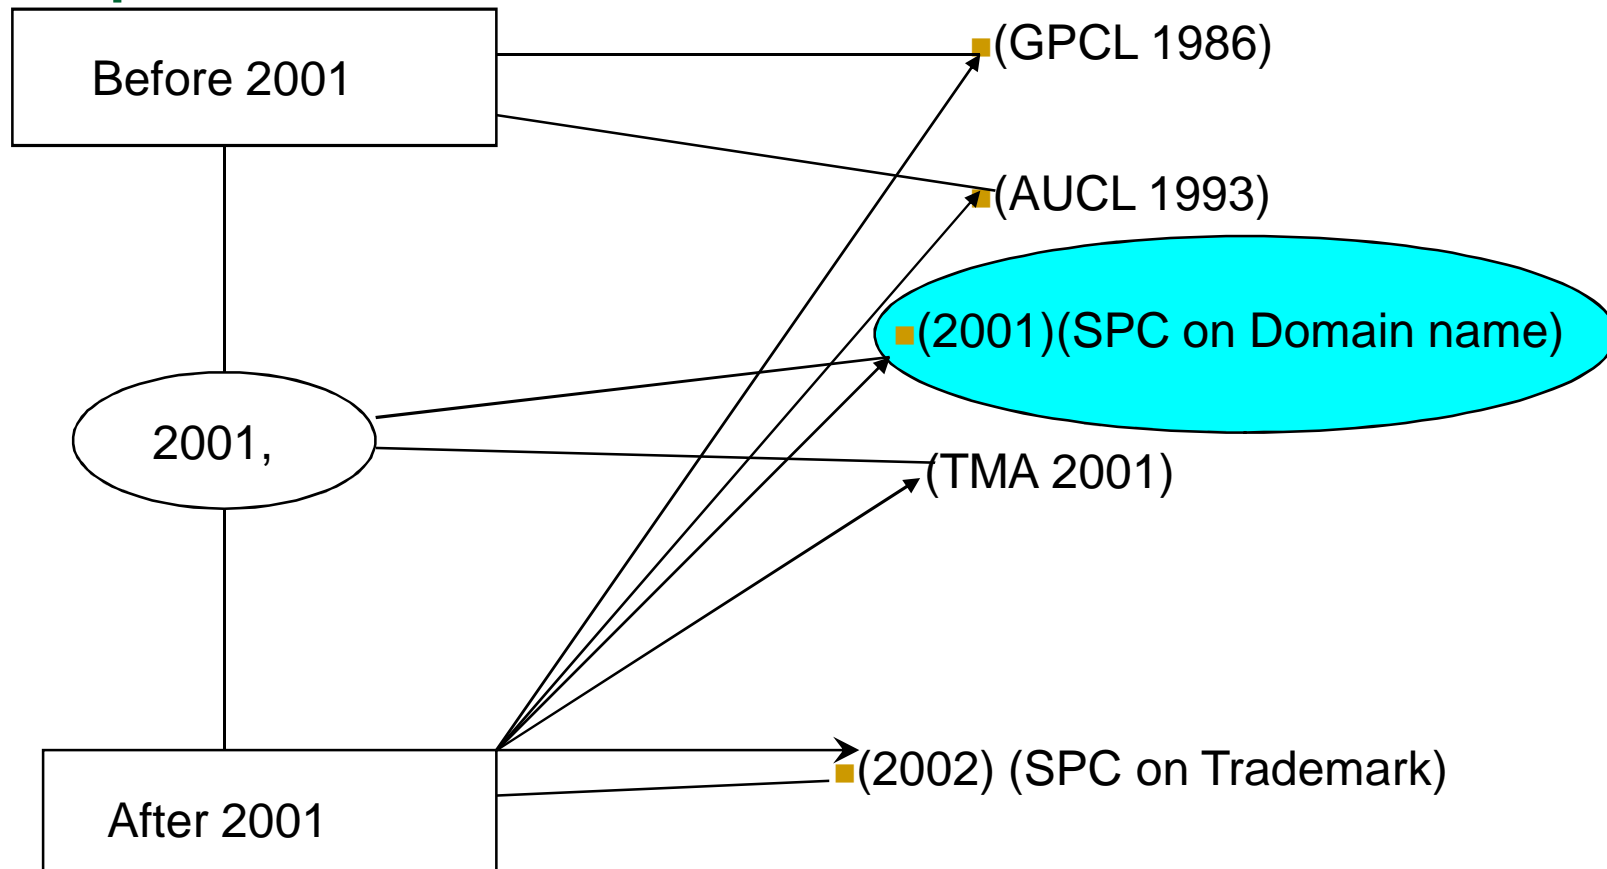 (GPCL 1986)
Before 2001
(AUCL 1993)
(2001)(SPC on Domain name)
2001,
(TMA 2001)
(2002) (SPC on Trademark)
After 2001